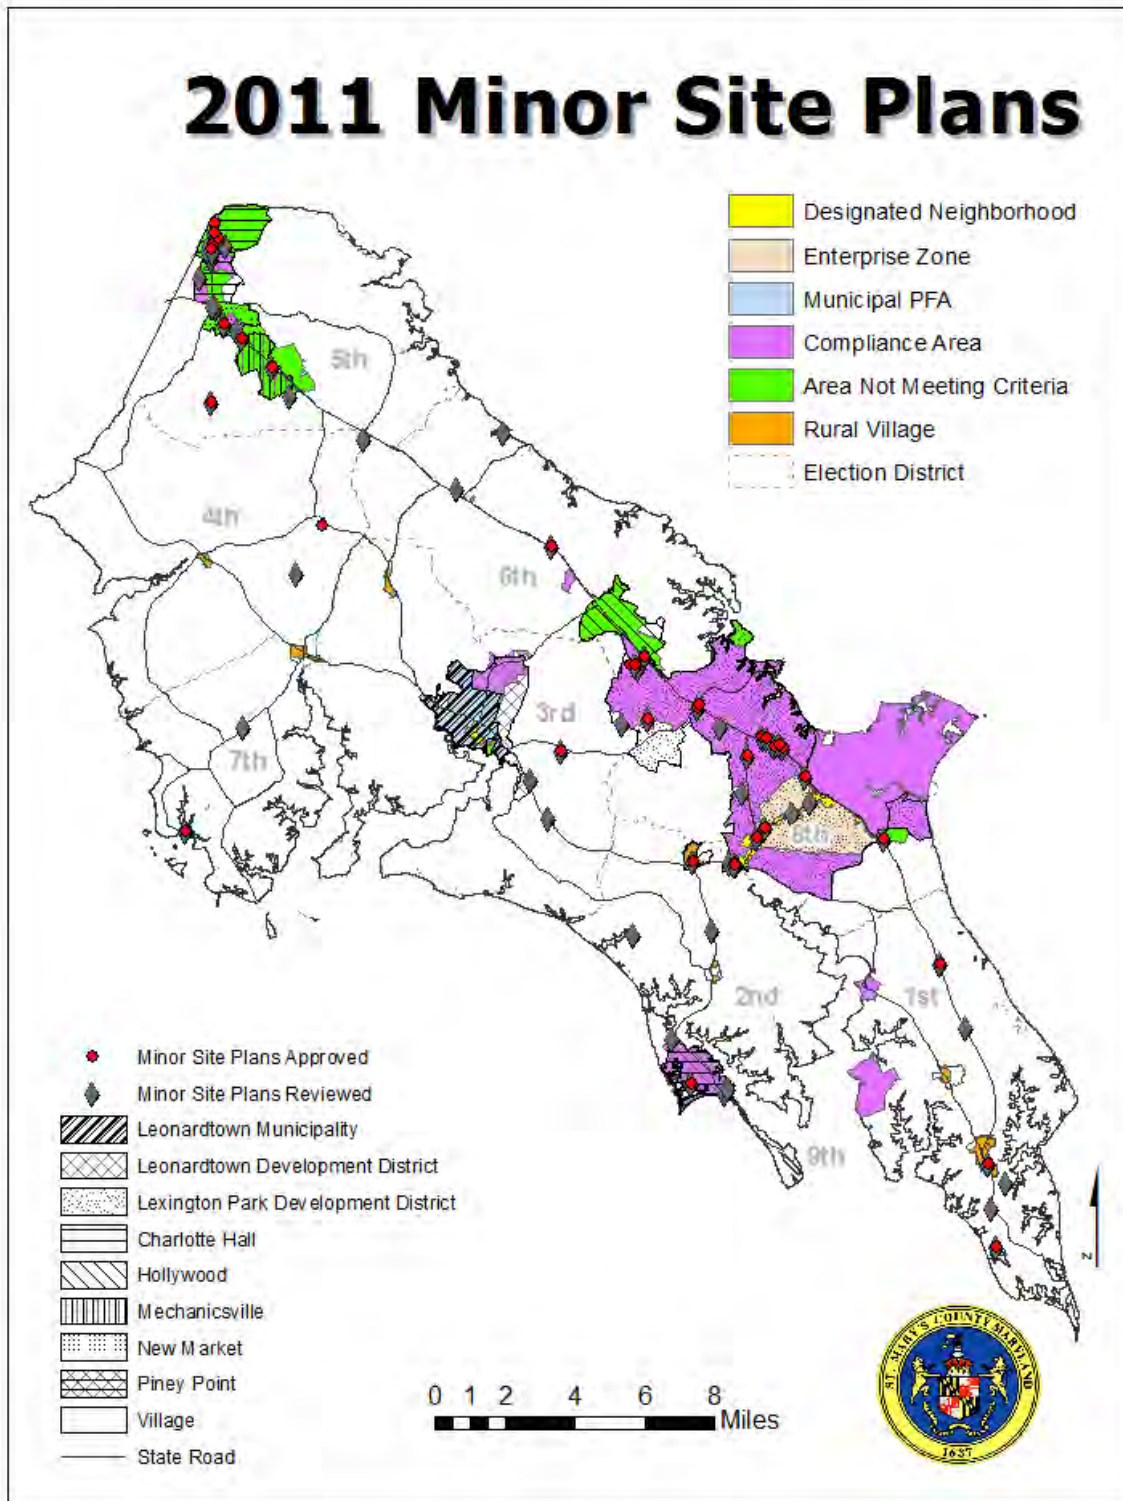 2011 Minor Site Plans
Designated Neighborhood
Enterprise Zone
Municipal PFA
Compliance Area
Area Not Meeting Criteria
Rural Village
Election District
5th
4th
6th
3rd
7th
8th
2nd
1st
9th
Minor Site Plans Approved
Minor Site Plans Reviewed
Leonardtown Municipality
Leonardtown Development District
Lexington Park Development District
Charlotte Hall
Hollywood
Mechanicsville
New Market
Piney Point
Village
State Road
0 1 2 4 6 8
Miles
N
ST. MARY'S COUNTY MARYLAND
1637